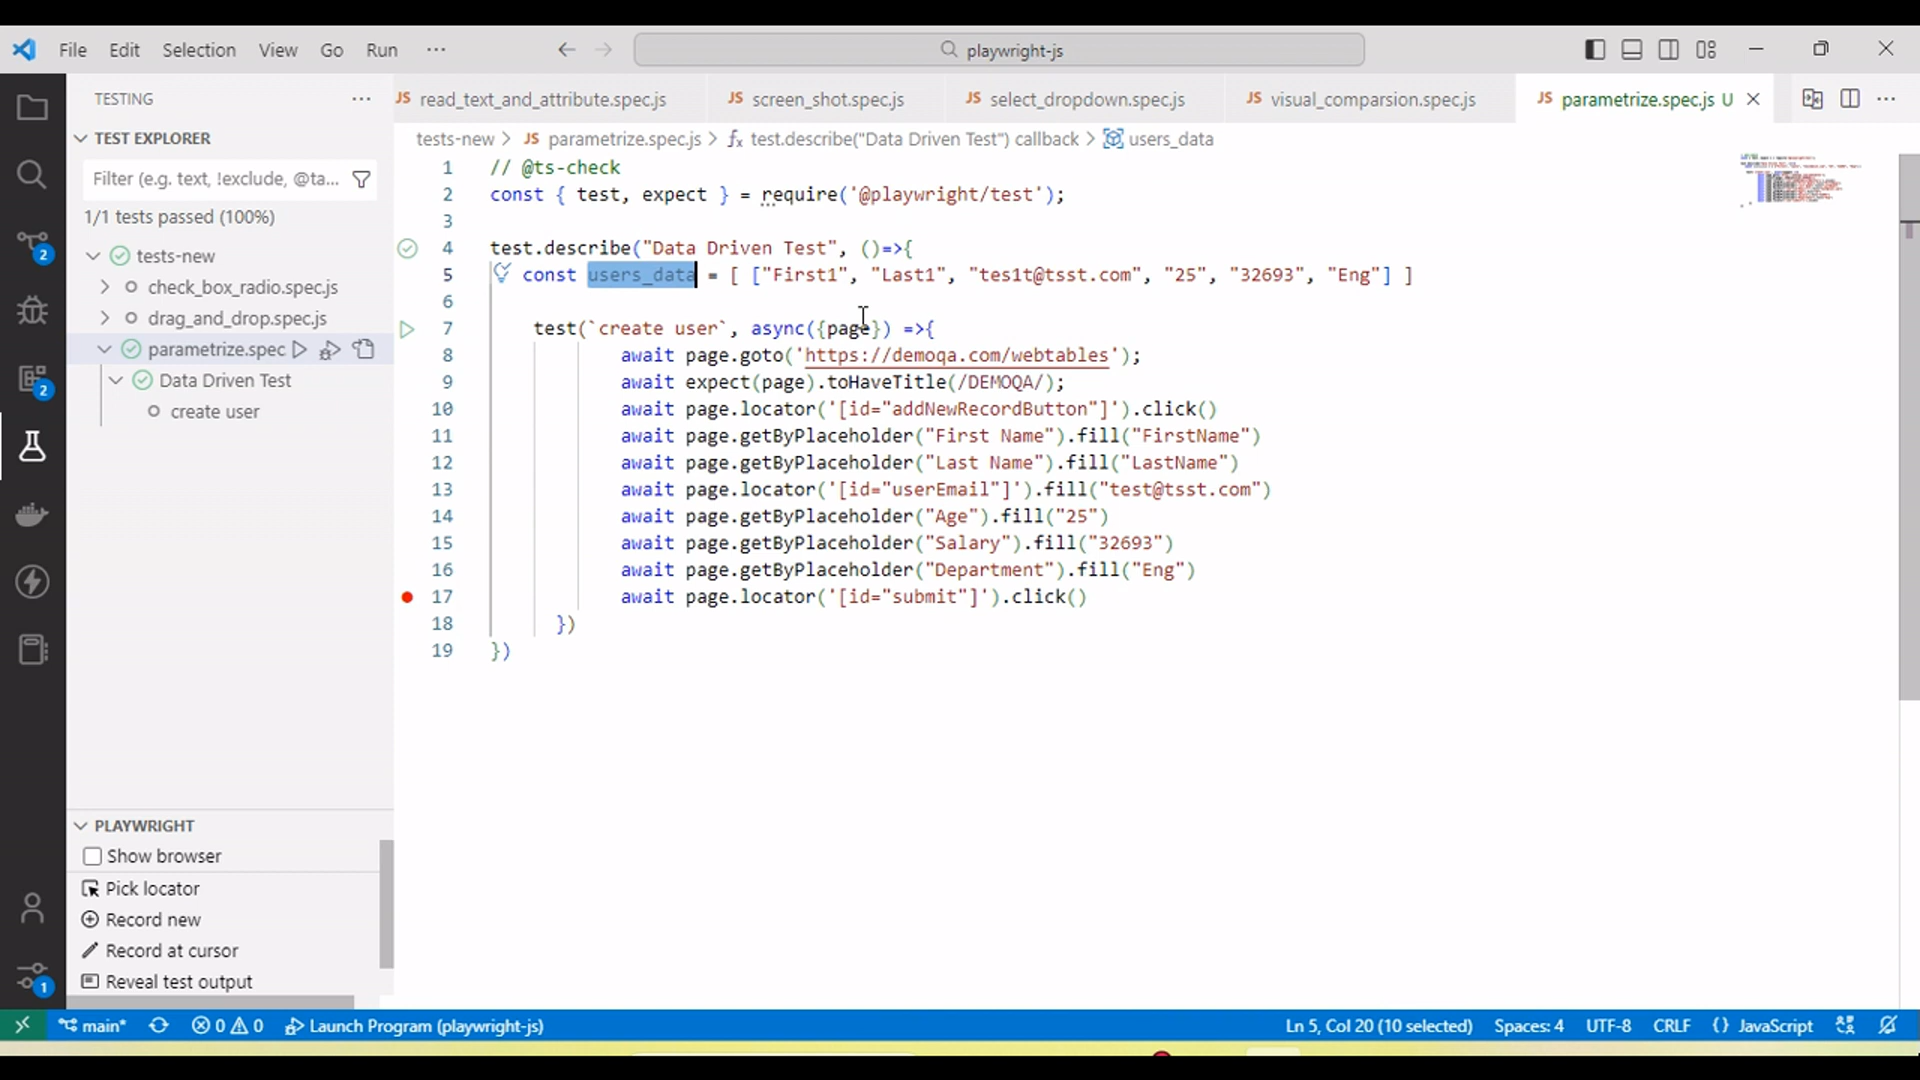 File Edit Selection View Go Run ··· playwright-js
TESTING ···
read_text_and_attribute.spec.js
JS screen_shot.spec.js
JS select_dropdown.spec.js
JS visual_comparsion.spec.js
JS parametrize.spec.js U
JS
tests-new > JS parametrize.spec.js > test.describe("Data Driven Test") callback > users_data
TEST EXPLORER
Filter (e.g. text, !exclude, @ta...
1/1 tests passed (100%)
tests-new
check_box_radio.spec.js
drag_and_drop.spec.js
parametrize.spec
Data Driven Test
create user
2
2
1
1 // @ts-check
2 const { test, expect } = require('@playwright/test');
3
4 test.describe("Data Driven Test", ()=>{
5 const users_data = [ ["First1", "Last1", "tes1t@tsst.com", "25", "32693", "Eng"] ]
6
7 test(`create user`, async({page}) =>{
8 await page.goto('https://demoqa.com/webtables');
9 await expect(page).toHaveTitle(/DEMOQA/);
10 await page.locator('[id="addNewRecordButton"]').click()
11 await page.getByPlaceholder("First Name").fill("FirstName")
12 await page.getByPlaceholder("Last Name").fill("LastName")
13 await page.locator('[id="userEmail"]').fill("test@tsst.com")
14 await page.getByPlaceholder("Age").fill("25")
15 await page.getByPlaceholder("Salary").fill("32693")
16 await page.getByPlaceholder("Department").fill("Eng")
17 await page.locator('[id="submit"]').click()
18 })
19 })
PLAYWRIGHT
Show browser
Pick locator
Record new
Record at cursor
Reveal test output
main* 0 0 Launch Program (playwright-js) Ln 5, Col 20 (10 selected) Spaces: 4 UTF-8 CRLF {} JavaScript